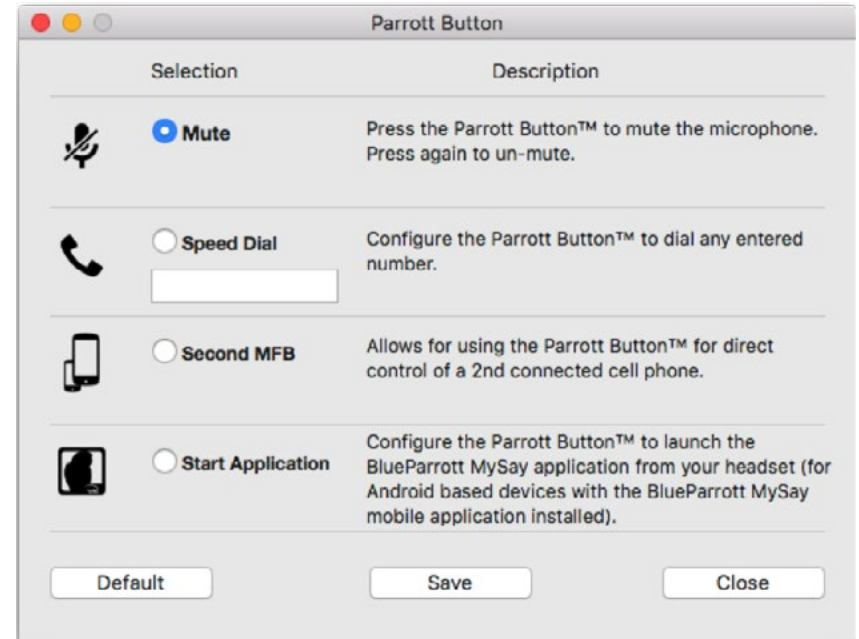 Parrott Button
Selection Description
Mute
Press the Parrott Button™ to mute the microphone.
Press again to un-mute.
Speed Dial
Configure the Parrott Button™ to dial any entered
number.
Second MFB
Allows for using the Parrott Button™ for direct
control of a 2nd connected cell phone.
Start Application
Configure the Parrott Button™ to launch the
BlueParrott MySay application from your headset (for
Android based devices with the BlueParrott MySay
mobile application installed).
Default Save Close